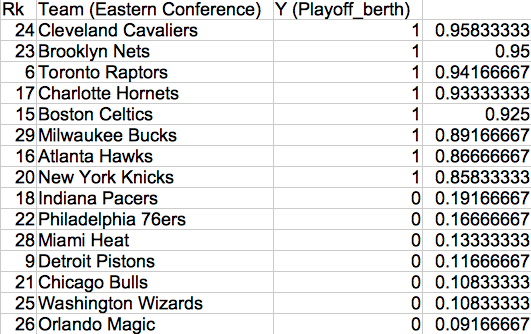 Rk Team (Eastern Conference) Y (Playoff_berth)
24 Cleveland Cavaliers 1 0.95833333
23 Brooklyn Nets 1 0.95
6 Toronto Raptors 1 0.94166667
17 Charlotte Hornets 1 0.93333333
15 Boston Celtics 1 0.925
29 Milwaukee Bucks 1 0.89166667
16 Atlanta Hawks 1 0.86666667
20 New York Knicks 1 0.85833333
18 Indiana Pacers 0 0.19166667
22 Philadelphia 76ers 0 0.16666667
28 Miami Heat 0 0.13333333
9 Detroit Pistons 0 0.11666667
21 Chicago Bulls 0 0.10833333
25 Washington Wizards 0 0.10833333
26 Orlando Magic 0 0.09166667